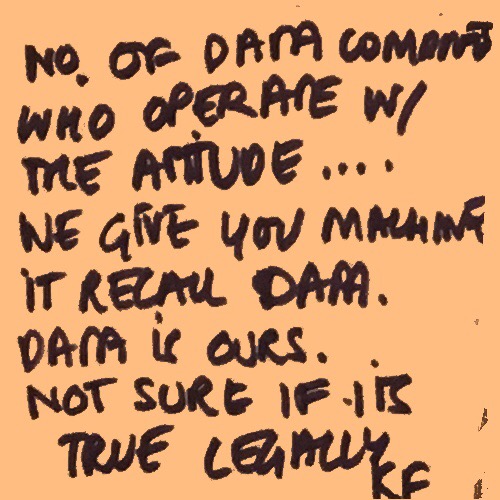 NO. OF DATA COMPANIES
WHO OPERATE W/
THE ATTITUDE ....
WE GIVE YOU MACHINE
IT RECALL DATA.
DATA IS OURS.
NOT SURE IF ITS
TRUE LEGALLY
KF